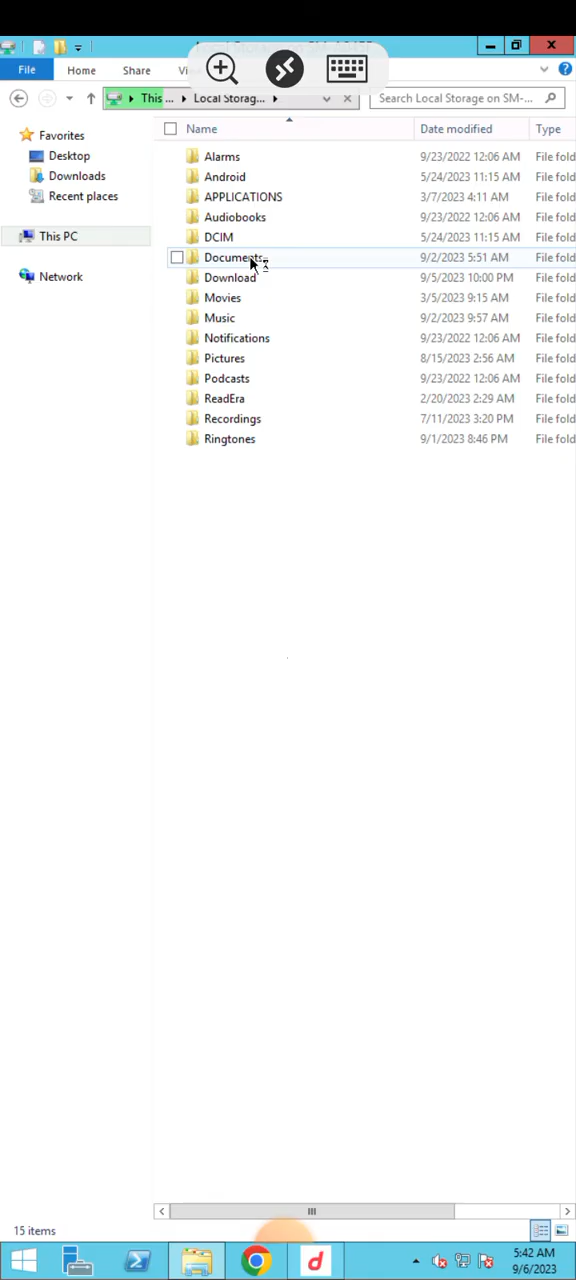 File
Home
Share
This ...
Local Storag...
Search Local Storage on SM-...
Favorites
Desktop
Downloads
Recent places
This PC
Network
Name
Date modified
Type
Alarms 9/23/2022 12:06 AM File fold
Android 5/24/2023 11:15 AM File fold
APPLICATIONS 3/7/2023 4:11 AM File fold
Audiobooks 9/23/2022 12:06 AM File fold
DCIM 5/24/2023 11:15 AM File fold
Documents 9/2/2023 5:51 AM File fold
Download 9/5/2023 10:00 PM File fold
Movies 3/5/2023 9:15 AM File fold
Music 9/2/2023 9:57 AM File fold
Notifications 9/23/2022 12:06 AM File fold
Pictures 8/15/2023 2:56 AM File fold
Podcasts 9/23/2022 12:06 AM File fold
ReadEra 2/20/2023 2:29 AM File fold
Recordings 7/11/2023 3:20 PM File fold
Ringtones 9/1/2023 8:46 PM File fold
15 items
5:42 AM
9/6/2023